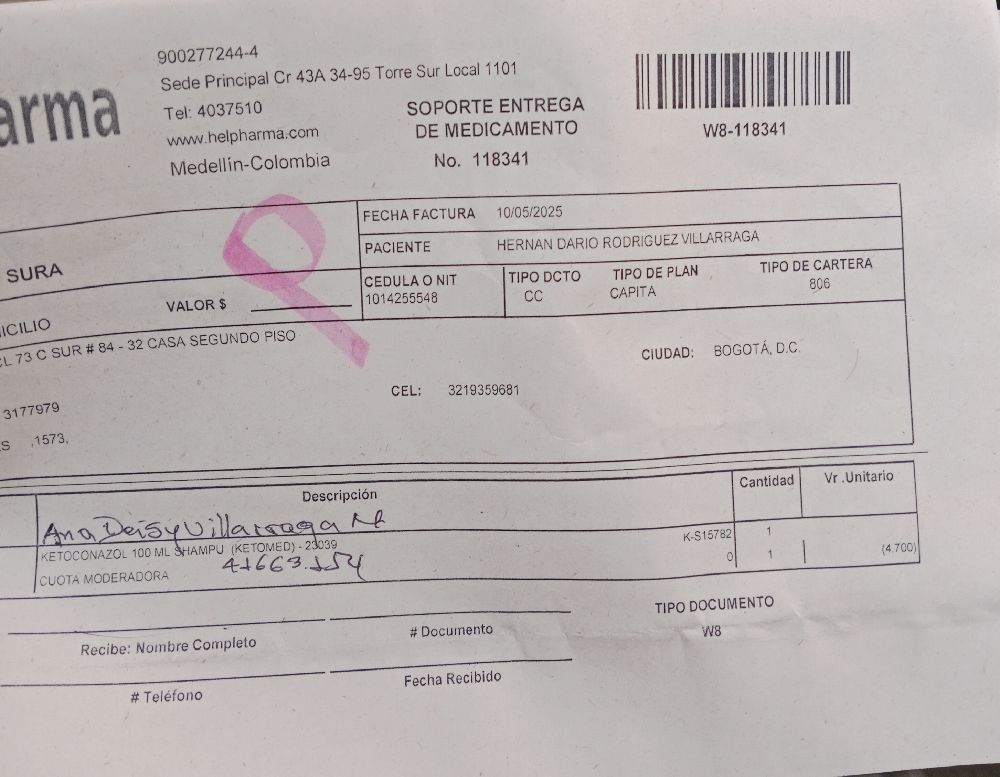 arma
900277244-4
Sede Principal Cr 43A 34-95 Torre Sur Local 1101
Tel: 4037510
www.helpharma.com
Medellín-Colombia
SOPORTE ENTREGA
DE MEDICAMENTO
No. 118341
W8-118341
P
FECHA FACTURA 10/05/2025
PACIENTE HERNAN DARIO RODRIGUEZ VILLARRAGA
SURA
CEDULA O NIT TIPO DCTO TIPO DE PLAN TIPO DE CARTERA
1014255548 CC CAPITA 806
VALOR $
ICILIO
CL 73 C SUR # 84 - 32 CASA SEGUNDO PISO
CIUDAD: BOGOTÁ, D.C.
CEL: 3219359681
3177979
S ,1573,
Descripción Cantidad Vr .Unitario
Ana Deisy Villarraga
KETOCONAZOL 100 ML SHAMPU (KETOMED) - 23039 K-S15782 1
41663.154
CUOTA MODERADORA 0 1 (4,700)
TIPO DOCUMENTO
W8
Recibe: Nombre Completo # Documento
# Teléfono Fecha Recibido